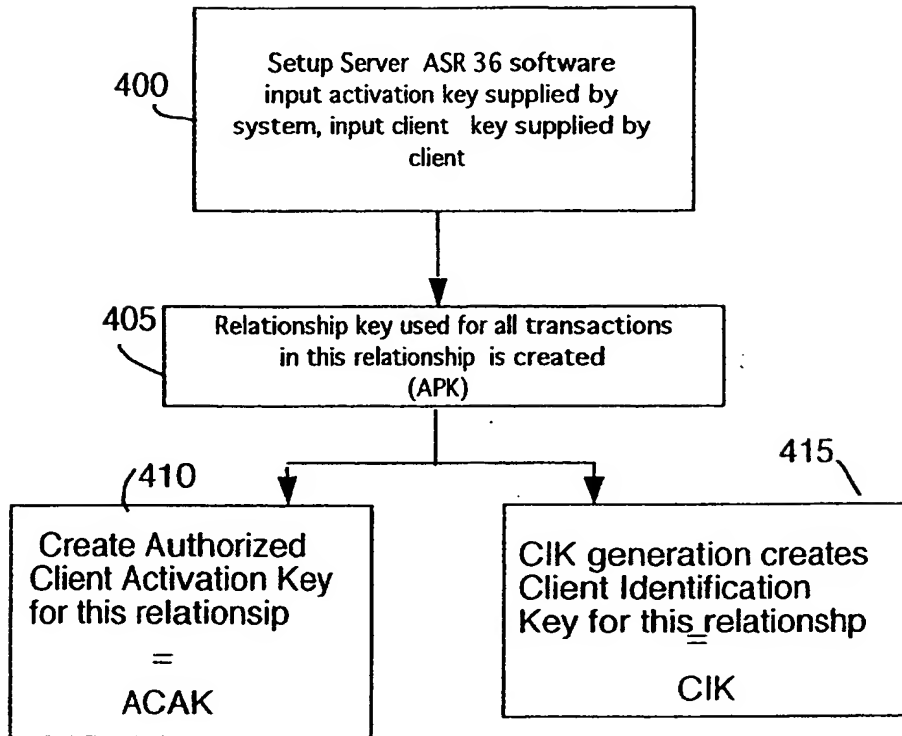 400
Setup Server ASR 36 software
input activation key supplied by
system, input client key supplied by
client
405
Relationship key used for all transactions
in this relationship is created
(APK)
410
Create Authorized
Client Activation Key
for this relationsip
=
ACAK
415
CIK generation creates
Client Identification
Key for this relationshp
=
CIK